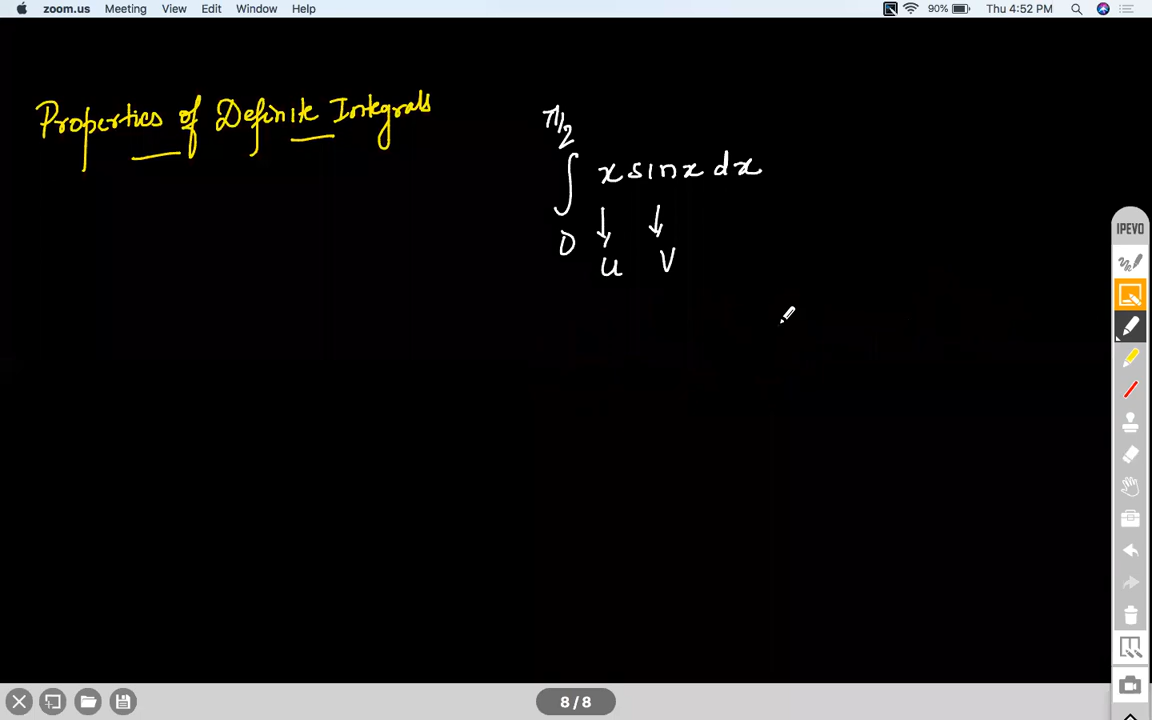 zoom.us Meeting View Edit Window Help 90% Thu 4:52 PM
Properties of Definite Integrals
π/2
∫ x sinx dx
0
u v
IPEVO
8/8